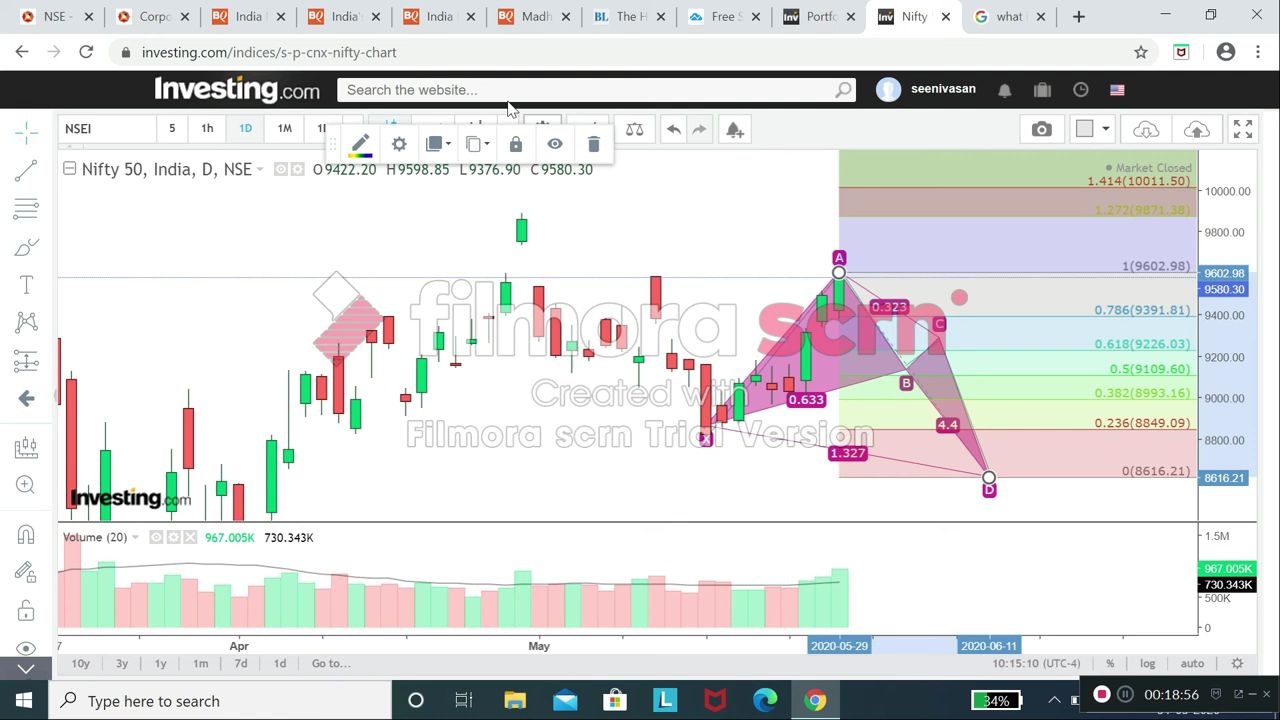 NSE -
Corpo
India I
India'
India I
Madh
The H
Free S
Portfo
Nifty
what
investing.com/indices/s-p-cnx-nifty-chart
Investing.com
Search the website...
seenivasan
NSEI
5
1h
1D
1M
Nifty 50, India, D, NSE
O9422.20 H9598.85 L9376.90 C9580.30
Market Closed
1.414(10011.50)
1.272(9871.38)
1(9602.98)
0.786(9391.81)
0.618(9226.03)
0.5(9109.60)
0.382(8993.16)
0.236(8849.09)
0(8616.21)
10000.00
9800.00
9602.98
9580.30
9400.00
9200.00
9000.00
8800.00
8616.21
A
0.323
C
B
0.633
4.4
X
1.327
D
filmora scrn
Created with
Filmora scrn Trial Version
Investing.com
Volume (20)
967.005K
730.343K
1.5M
967.005K
730.343K
500K
0
Apr
May
2020-05-29
2020-06-11
10y
3y
1y
1m
7d
1d
Go to...
10:15:10 (UTC-4)
%
log
auto
Type here to search
34%
00:18:56